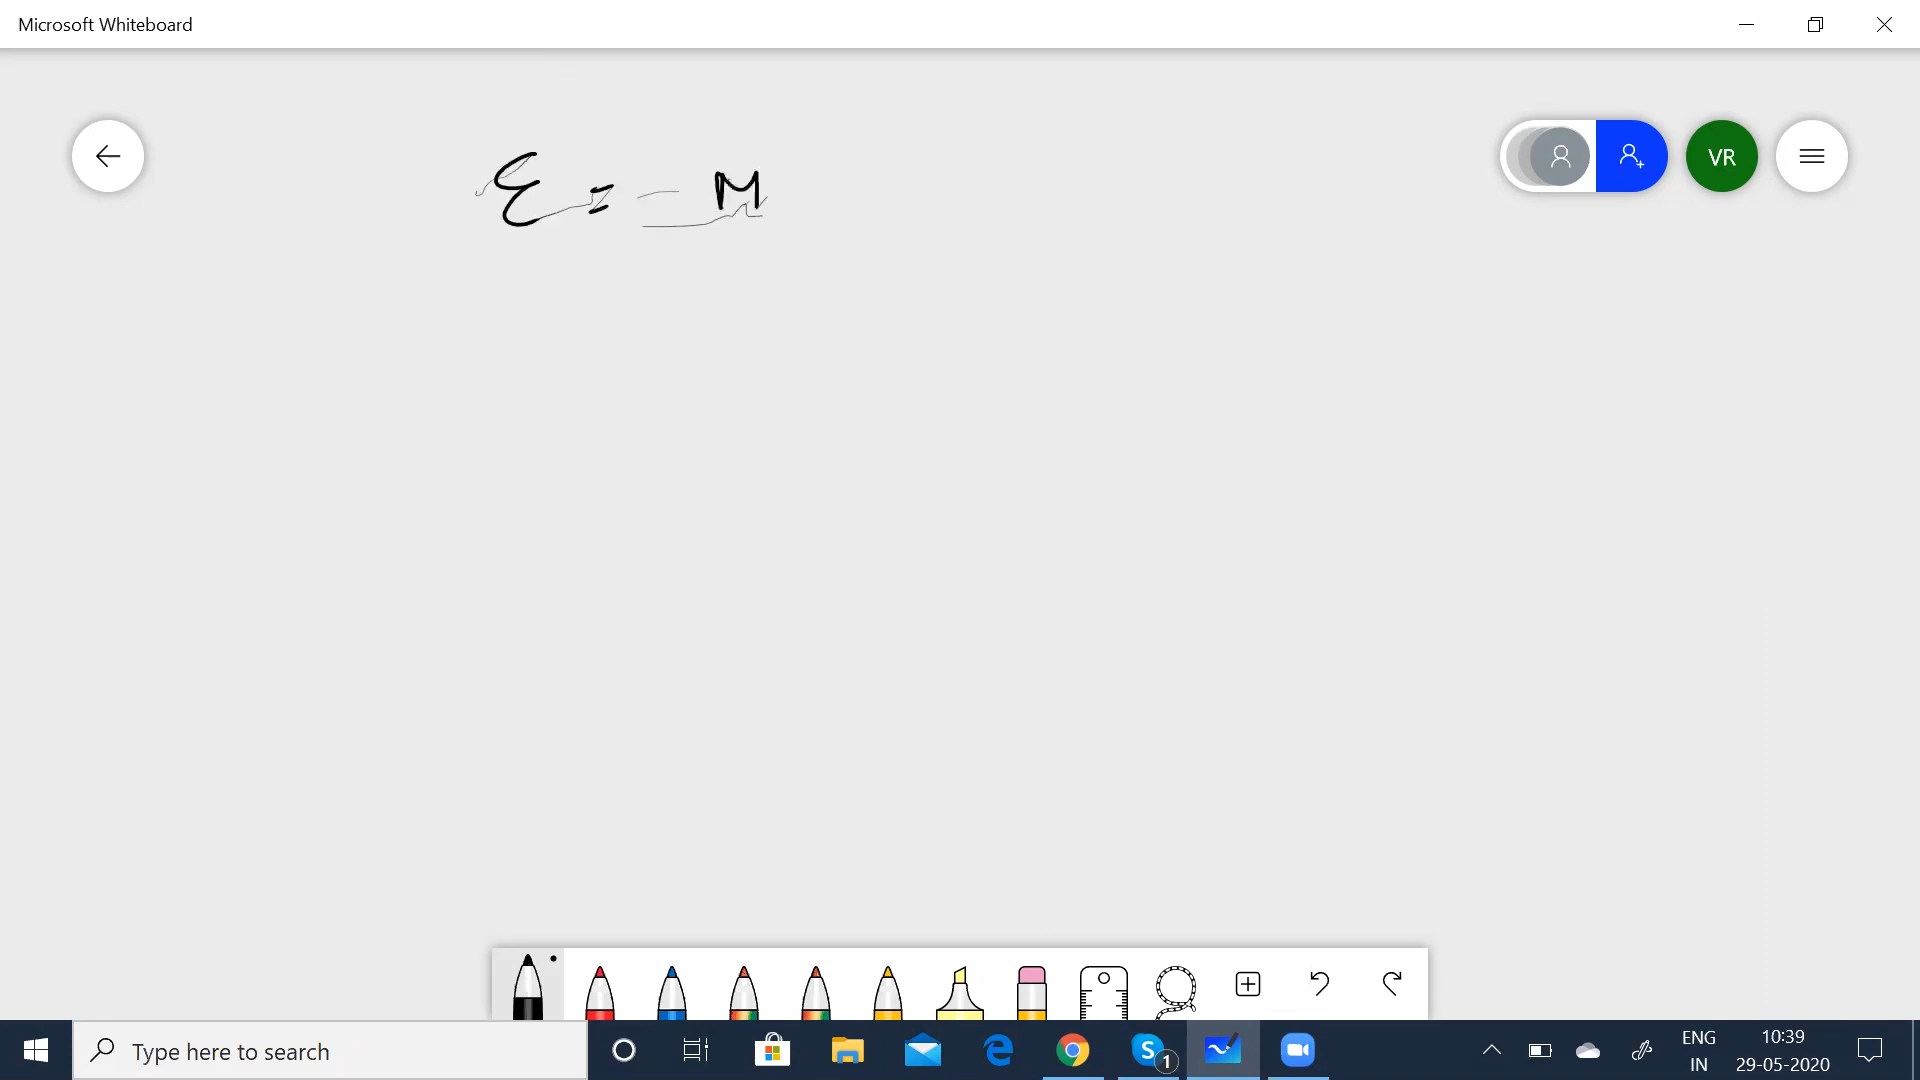 Microsoft Whiteboard
VR
ℰ = - M
Type here to search
S 1
ENG
IN
10:39
29-05-2020